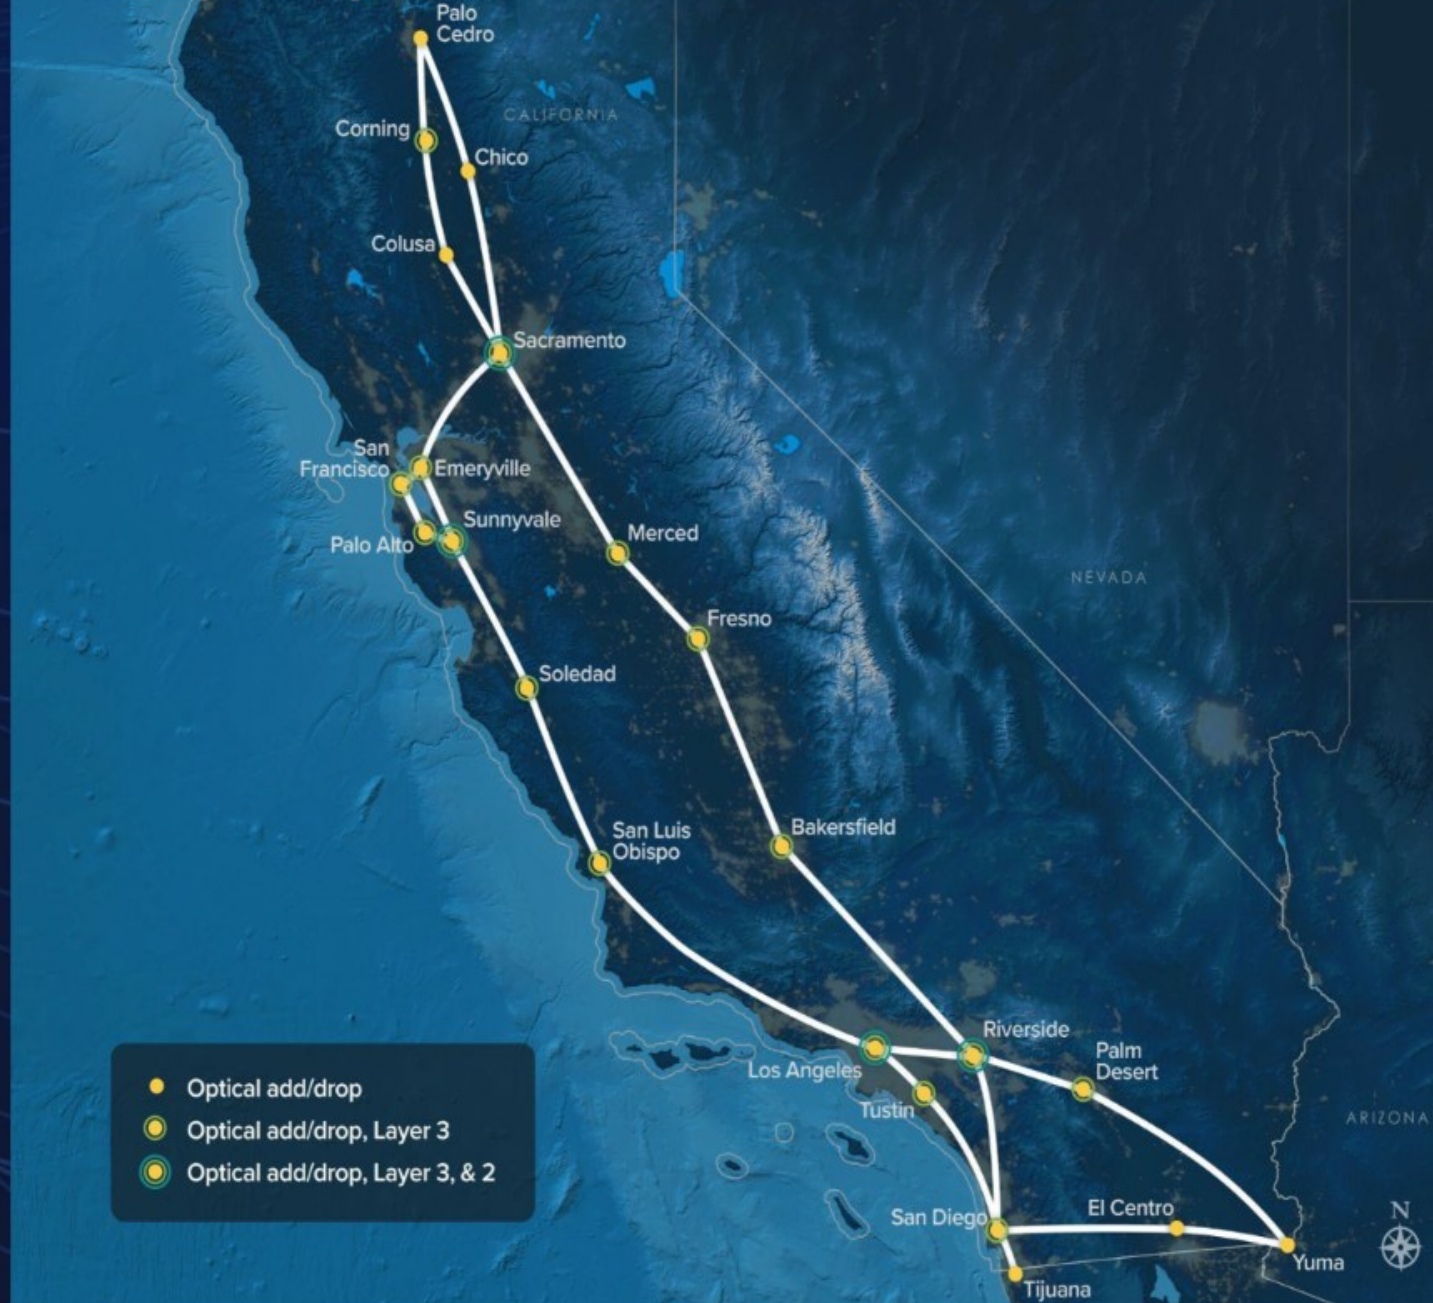 Palo
Cedro
CALIFORNIA
Corning
Chico
Colusa
Sacramento
San
Francisco
Emeryville
Sunnyvale
Palo Alto
Merced
NEVADA
Fresno
Soledad
San Luis
Obispo
Bakersfield
Riverside
Los Angeles
Palm
Desert
Tustin
ARIZONA
San Diego
El Centro
N
Yuma
Tijuana
Optical add/drop
Optical add/drop, Layer 3
Optical add/drop, Layer 3, & 2